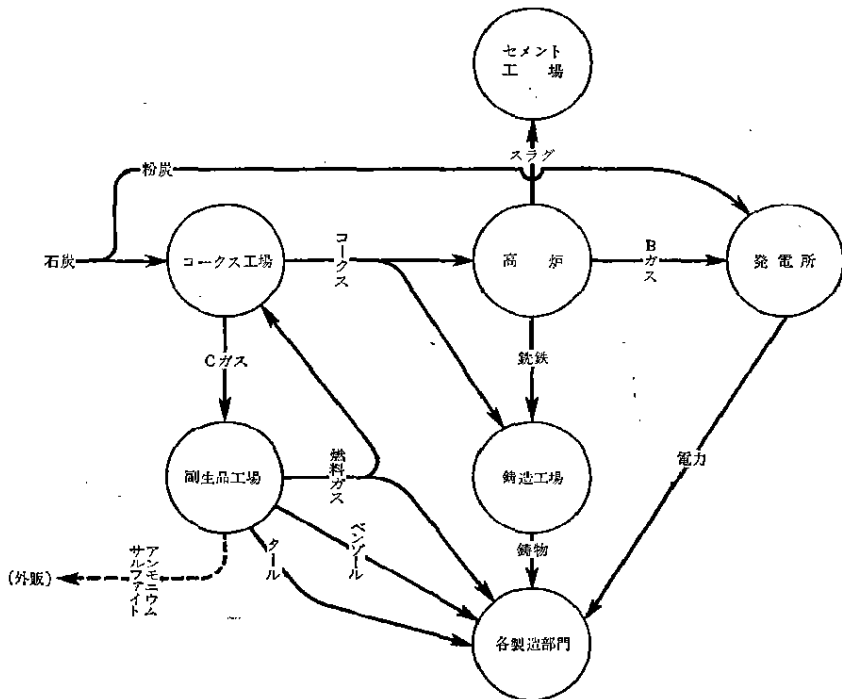 セメント
工場
スラグ
粉炭
石炭
コークス工場
コークス
高炉
Bガス
発電所
Cガス
銑鉄
副生品工場
燃料ガス
鋳造工場
電力
ベンゾール
タール
鋳物
アンモニウム
サルファイト
(外販)
各製造部門